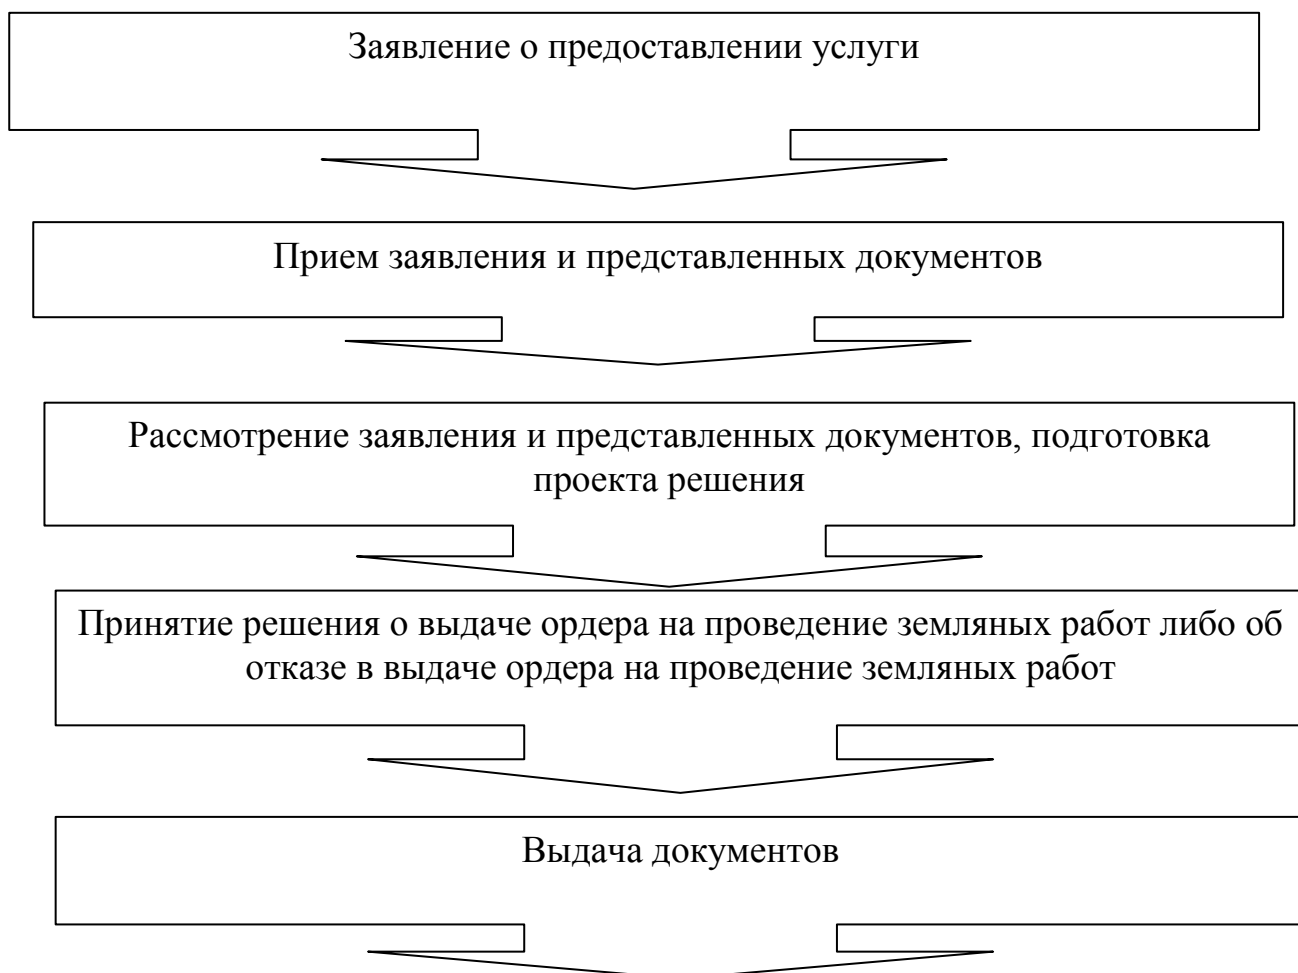 Заявление о предоставлении услуги
Прием заявления и представленных документов
Рассмотрение заявления и представленных документов, подготовка
проекта решения
Принятие решения о выдаче ордера на проведение земляных работ либо об
отказе в выдаче ордера на проведение земляных работ
Выдача документов